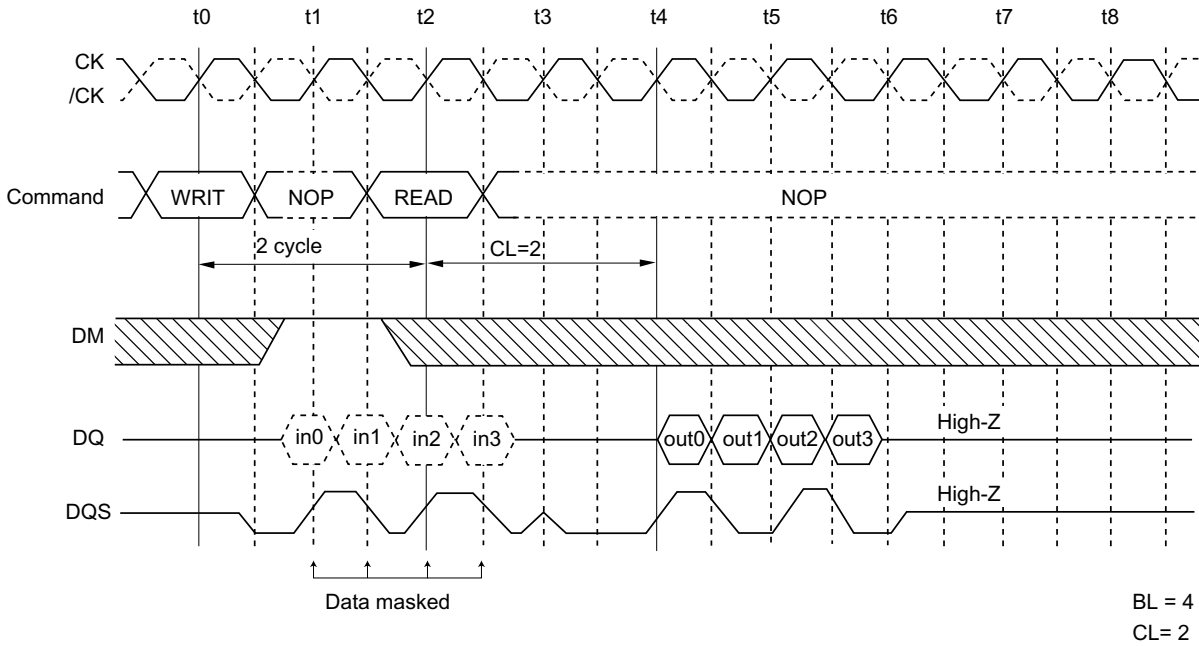 t0 t1 t2 t3 t4 t5 t6 t7 t8
CK
/CK
Command WRIT NOP READ NOP
2 cycle CL=2
DM
DQ in0 in1 in2 in3 out0 out1 out2 out3 High-Z
DQS High-Z
Data masked
BL = 4
CL= 2